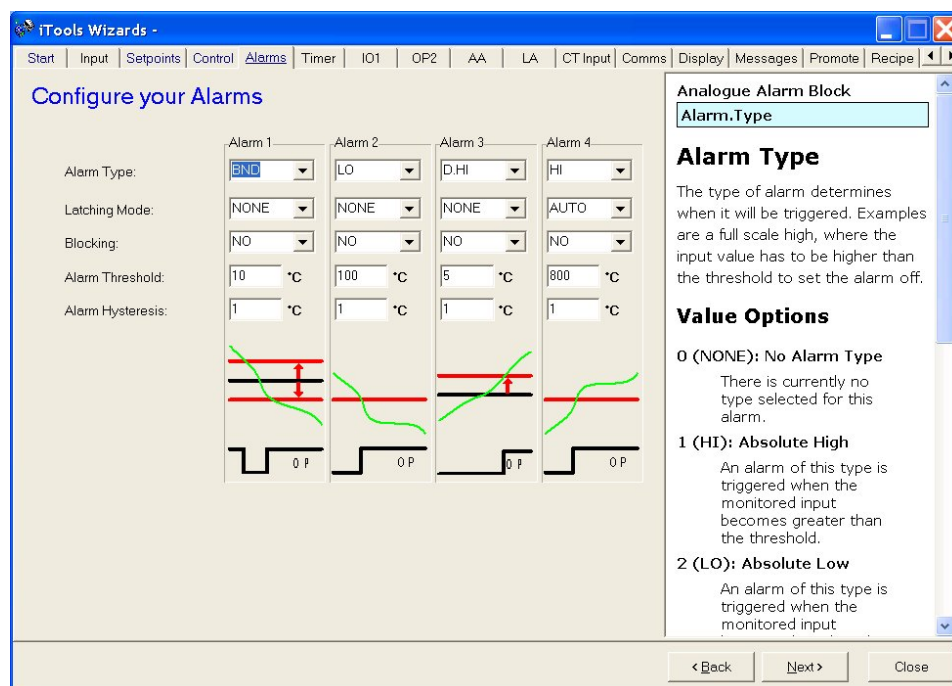 iTools Wizards -
Start Input Setpoints Control Alarms Timer IO1 OP2 AA LA CT Input Comms Display Messages Promote Recipe
Configure your Alarms
Alarm 1 Alarm 2 Alarm 3 Alarm 4
Alarm Type: BND LO D.HI HI
Latching Mode: NONE NONE NONE AUTO
Blocking: NO NO NO NO
Alarm Threshold: 10 °C 100 °C 5 °C 800 °C
Alarm Hysteresis: 1 °C 1 °C 1 °C 1 °C
O P O P O P O P
Analogue Alarm Block
Alarm.Type
Alarm Type
The type of alarm determines
when it will be triggered. Examples
are a full scale high, where the
input value has to be higher than
the threshold to set the alarm off.
Value Options
0 (NONE): No Alarm Type
There is currently no
type selected for this
alarm.
1 (HI): Absolute High
An alarm of this type is
triggered when the
monitored input
becomes greater than
the threshold.
2 (LO): Absolute Low
An alarm of this type is
triggered when the
monitored input
< Back Next > Close